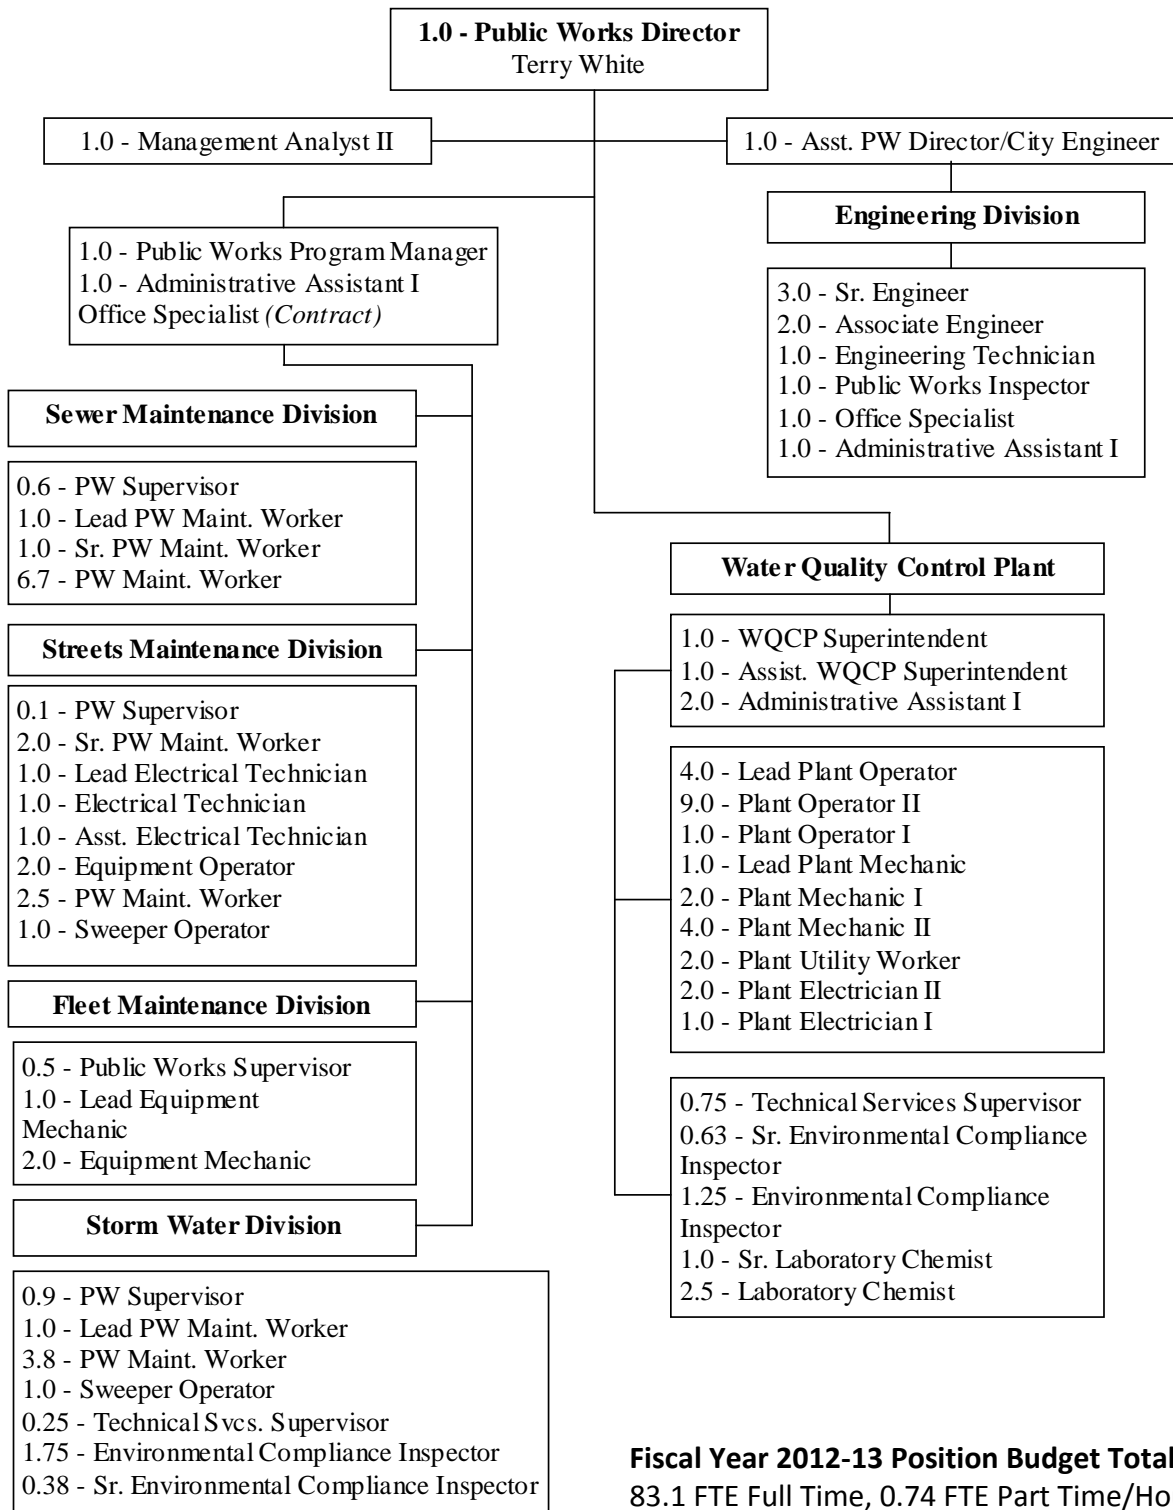 1.0 - Public Works Director
Terry White
1.0 - Management Analyst II
1.0 - Asst. PW Director/City Engineer
Engineering Division
3.0 - Sr. Engineer
2.0 - Associate Engineer
1.0 - Engineering Technician
1.0 - Public Works Inspector
1.0 - Office Specialist
1.0 - Administrative Assistant I
1.0 - Public Works Program Manager
1.0 - Administrative Assistant I
Office Specialist (Contract)
Sewer Maintenance Division
0.6 - PW Supervisor
1.0 - Lead PW Maint. Worker
1.0 - Sr. PW Maint. Worker
6.7 - PW Maint. Worker
Streets Maintenance Division
0.1 - PW Supervisor
2.0 - Sr. PW Maint. Worker
1.0 - Lead Electrical Technician
1.0 - Electrical Technician
1.0 - Asst. Electrical Technician
2.0 - Equipment Operator
2.5 - PW Maint. Worker
1.0 - Sweeper Operator
Fleet Maintenance Division
0.5 - Public Works Supervisor
1.0 - Lead Equipment
Mechanic
2.0 - Equipment Mechanic
Storm Water Division
0.9 - PW Supervisor
1.0 - Lead PW Maint. Worker
3.8 - PW Maint. Worker
1.0 - Sweeper Operator
0.25 - Technical Svcs. Supervisor
1.75 - Environmental Compliance Inspector
0.38 - Sr. Environmental Compliance Inspector
Water Quality Control Plant
1.0 - WQCP Superintendent
1.0 - Assist. WQCP Superintendent
2.0 - Administrative Assistant I
4.0 - Lead Plant Operator
9.0 - Plant Operator II
1.0 - Plant Operator I
1.0 - Lead Plant Mechanic
2.0 - Plant Mechanic I
4.0 - Plant Mechanic II
2.0 - Plant Utility Worker
2.0 - Plant Electrician II
1.0 - Plant Electrician I
0.75 - Technical Services Supervisor
0.63 - Sr. Environmental Compliance
Inspector
1.25 - Environmental Compliance
Inspector
1.0 - Sr. Laboratory Chemist
2.5 - Laboratory Chemist
Fiscal Year 2012-13 Position Budget Total
83.1 FTE Full Time, 0.74 FTE Part Time/Ho